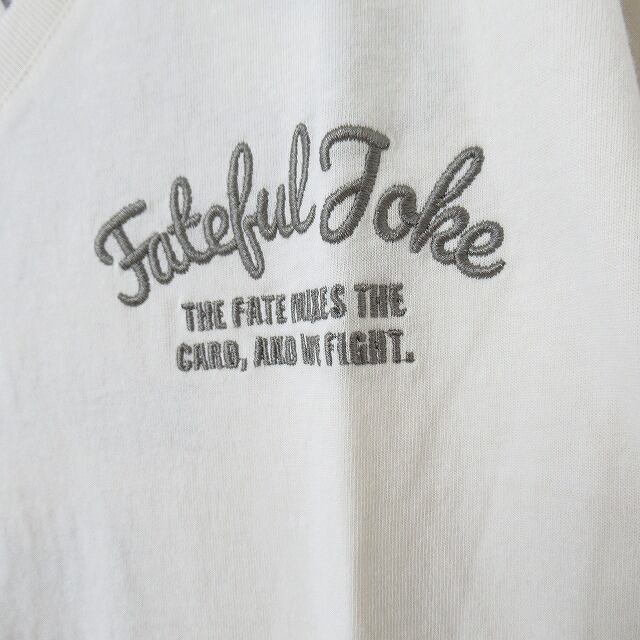 Fateful Joke
THE FATE MIXES THE
CARD, AND WE FIGHT.